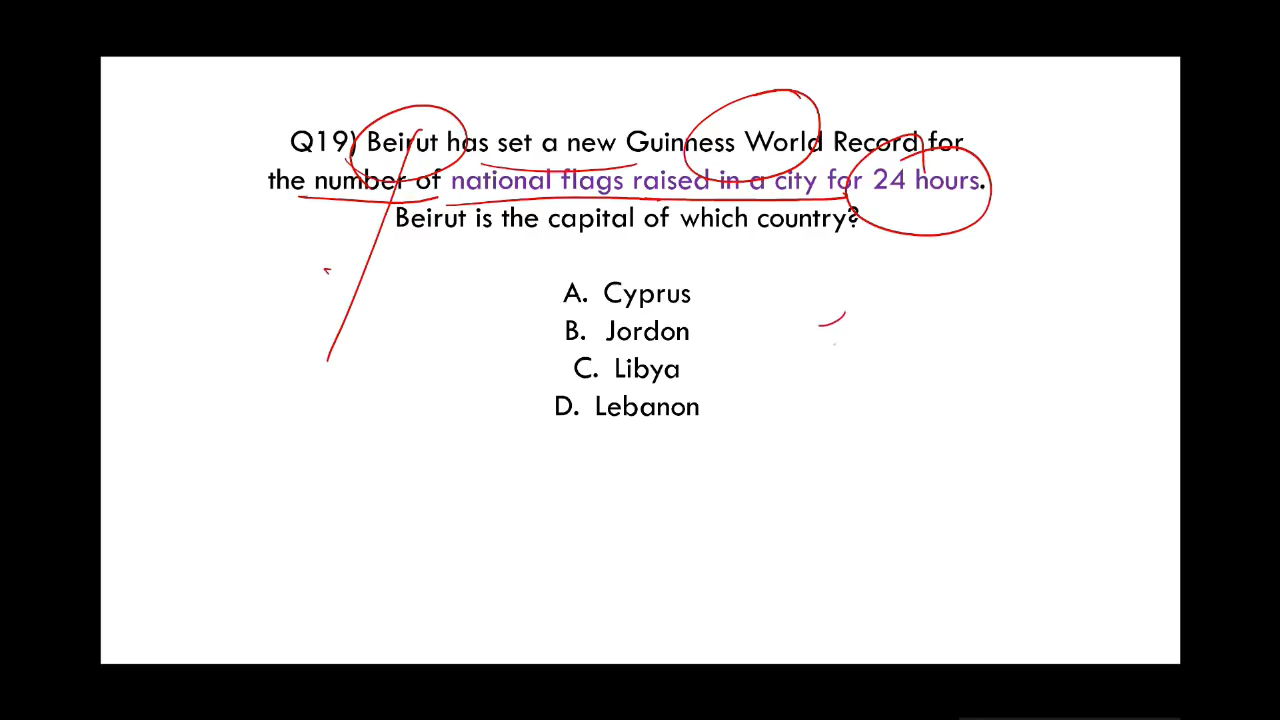 Q19) Beirut has set a new Guinness World Record for
the number of national flags raised in a city for 24 hours.
Beirut is the capital of which country?
A. Cyprus
B. Jordon
C. Libya
D. Lebanon